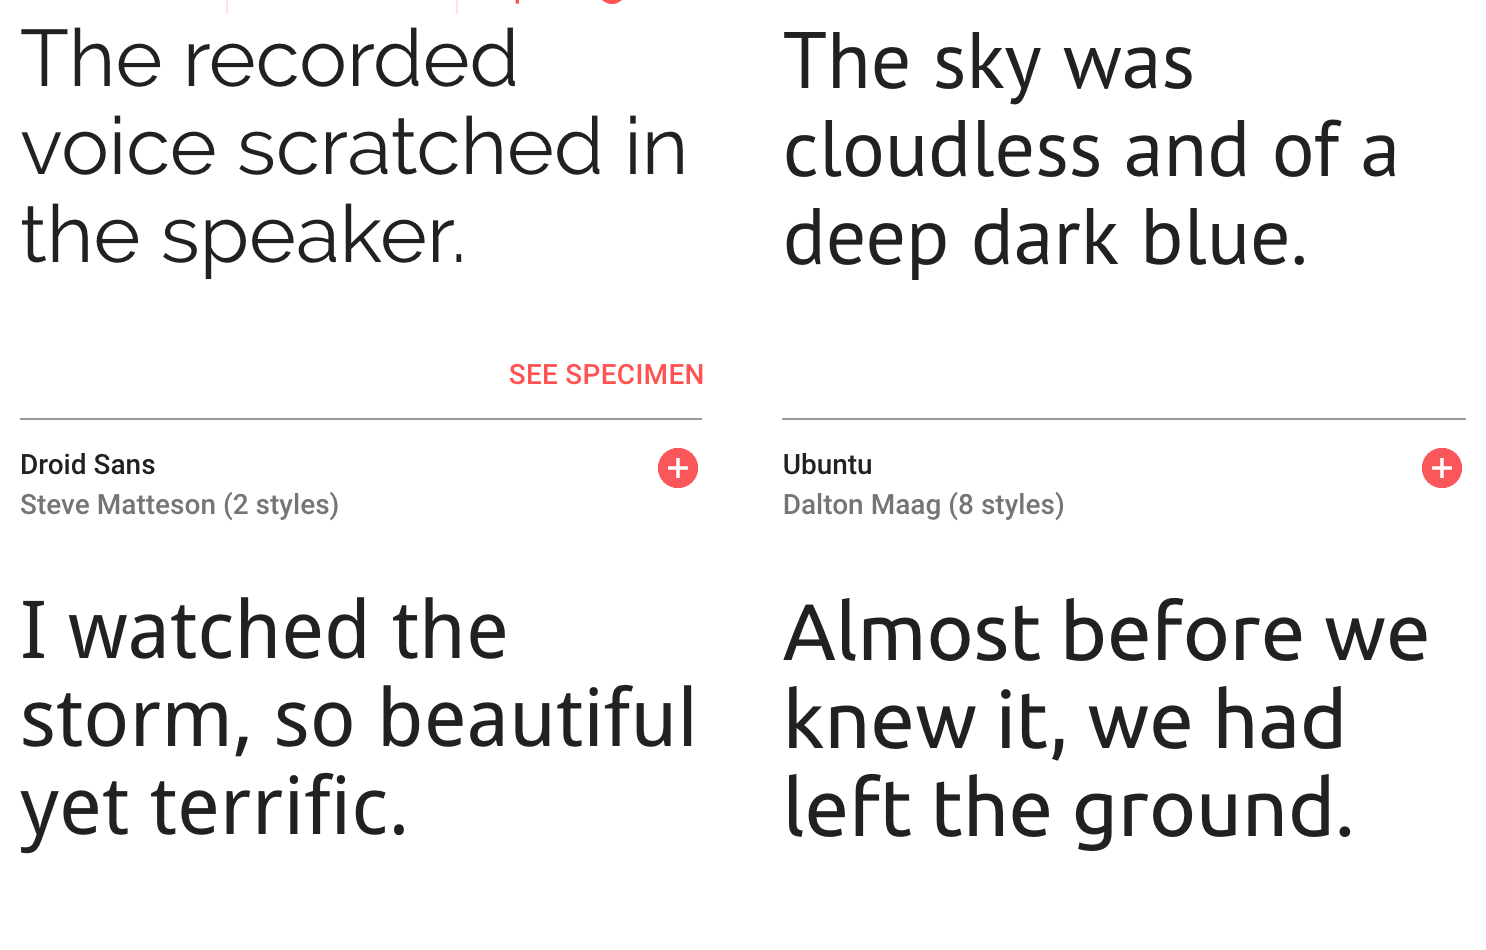 The recorded
voice scratched in
the speaker.
SEE SPECIMEN
The sky was
cloudless and of a
deep dark blue.
Droid Sans
Steve Matteson (2 styles)
I watched the
storm, so beautiful
yet terrific.
Ubuntu
Dalton Maag (8 styles)
Almost before we
knew it, we had
left the ground.